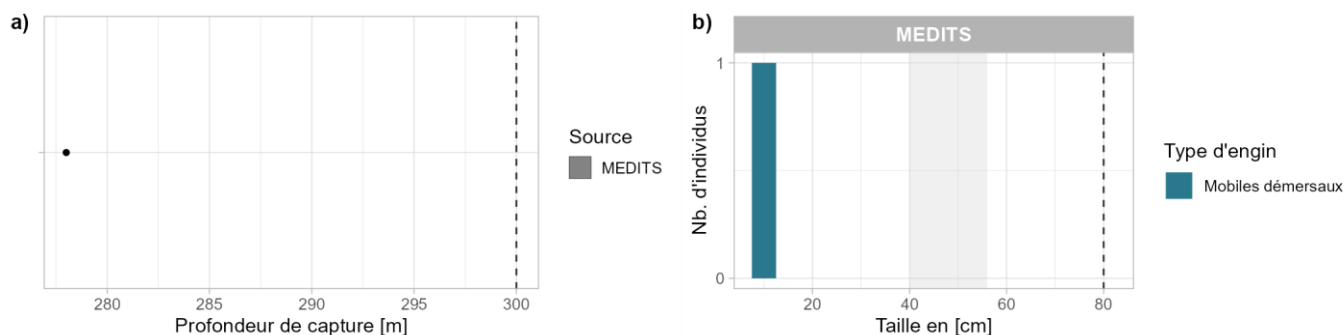 a)
280 285 290 295 300
Profondeur de capture [m]
Source
MEDITS
b)
MEDITS
1
0
Nb. d'individus
20 40 60 80
Taille en [cm]
Type d'engin
Mobiles démersaux